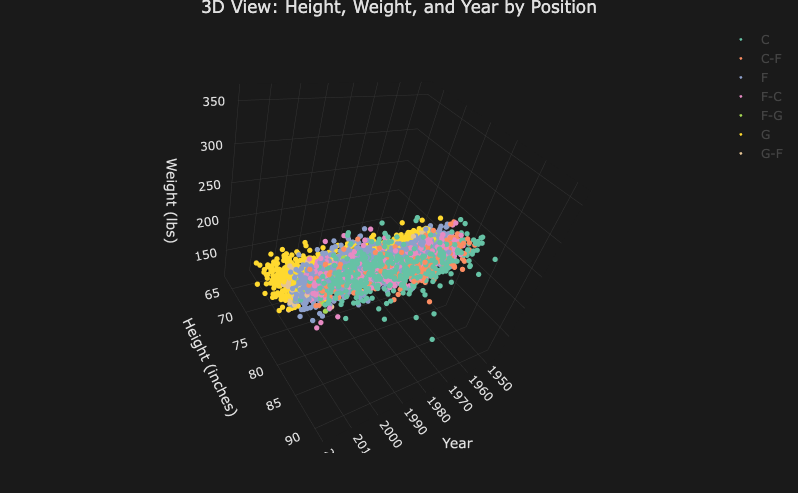 3D View: Height, Weight, and Year by Position
C
C-F
F
F-C
F-G
G
G-F
350
300
250
200
150
Weight (lbs)
65
70
75
80
85
90
Height (inches)
1950
1960
1970
1980
1990
2000
Year